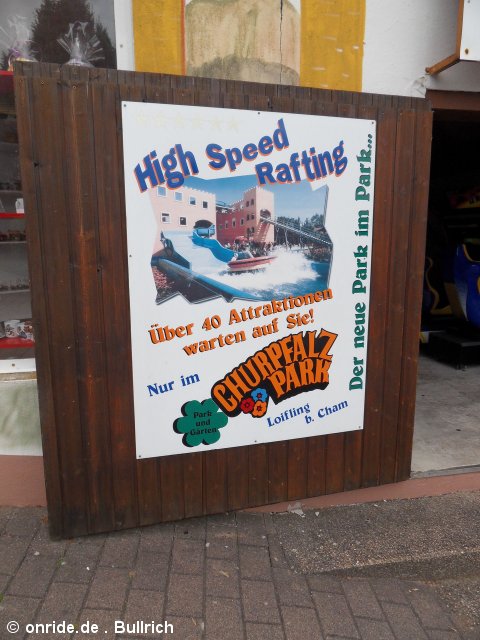 High Speed
Rafting
Der neue Park im Park...
Über 40 Attraktionen
warten auf Sie!
Nur im
CHURPFALZ
PARK
Park
und
Garten
Loifling
b. Cham
© onride.de . Bullrich